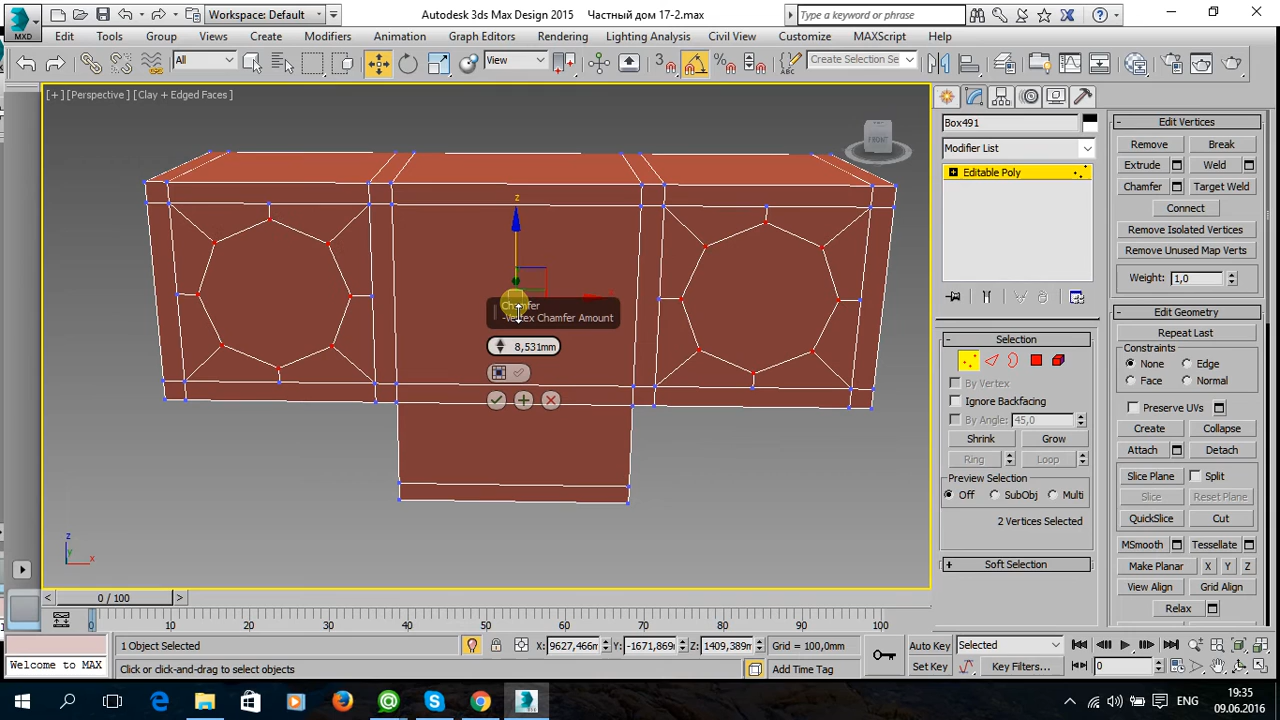 Workspace: Default
Autodesk 3ds Max Design 2015
Частный дом 17-2.max
Type a keyword or phrase
MXD
Edit
Tools
Group
Views
Create
Modifiers
Animation
Graph Editors
Rendering
Lighting Analysis
Civil View
Customize
MAXScript
Help
All
View
3
Create Selection Se
[+] [Perspective] [Clay + Edged Faces]
FRONT
z
Chamfer
-Vertex Chamfer Amount
8,531mm
z
y
x
Box491
Modifier List
Editable Poly
Selection
By Vertex
Ignore Backfacing
By Angle: 45,0
Shrink
Grow
Ring
Loop
Preview Selection
Off
SubObj
Multi
2 Vertices Selected
Soft Selection
Edit Vertices
Remove
Break
Extrude
Weld
Chamfer
Target Weld
Connect
Remove Isolated Vertices
Remove Unused Map Verts
Weight: 1,0
Edit Geometry
Repeat Last
Constraints
None
Edge
Face
Normal
Preserve UVs
Create
Collapse
Attach
Detach
Slice Plane
Split
Slice
Reset Plane
QuickSlice
Cut
MSmooth
Tessellate
Make Planar
X
Y
Z
View Align
Grid Align
Relax
0 / 100
0
10
20
30
40
50
60
70
80
90
100
1 Object Selected
X: 9627,466m
Y: -1671,869m
Z: 1409,389m
Grid = 100,0mm
Auto Key
Selected
Welcome to MAX
Click or click-and-drag to select objects
Add Time Tag
Set Key
Key Filters...
0
ENG
19:35
09.06.2016